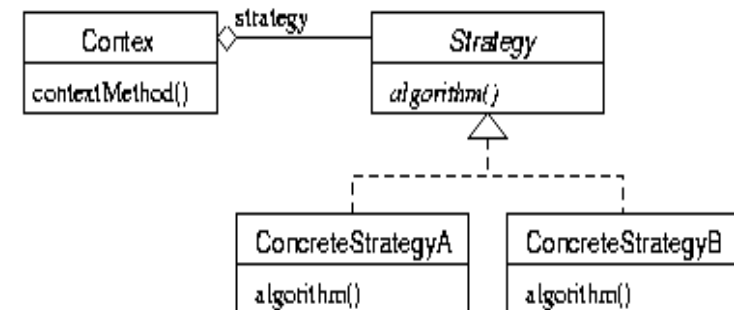 strategy
Contex
Strategy
contextMethod()
algorithm()
ConcreteStrategyA
ConcreteStrategyB
algorithm()
algorithm()